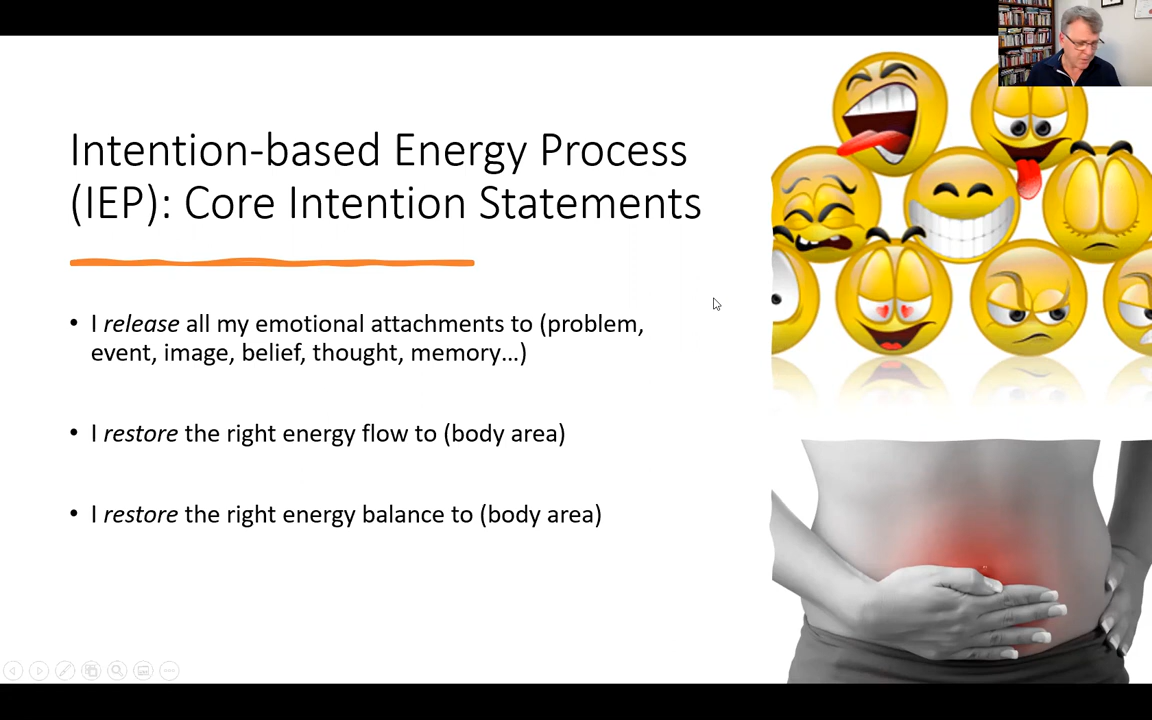 Intention-based Energy Process
(IEP): Core Intention Statements
• I release all my emotional attachments to (problem,
event, image, belief, thought, memory...)
• I restore the right energy flow to (body area)
• I restore the right energy balance to (body area)